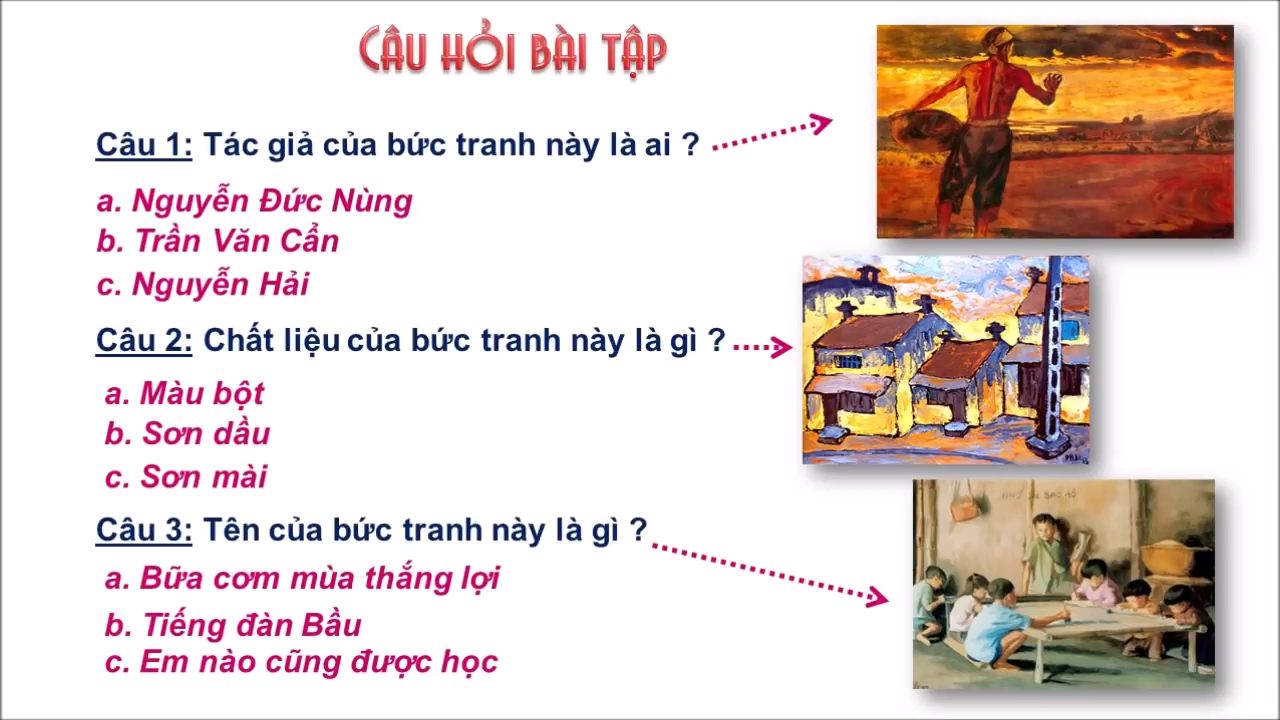 CÂU HỎI BÀI TẬP
Câu 1: Tác giả của bức tranh này là ai ?
a. Nguyễn Đức Nùng
b. Trần Văn Cẩn
c. Nguyễn Hải
Câu 2: Chất liệu của bức tranh này là gì ?
a. Màu bột
b. Sơn dầu
c. Sơn mài
PHÁI
Câu 3: Tên của bức tranh này là gì ?
a. Bữa cơm mùa thắng lợi
b. Tiếng đàn Bầu
c. Em nào cũng được học